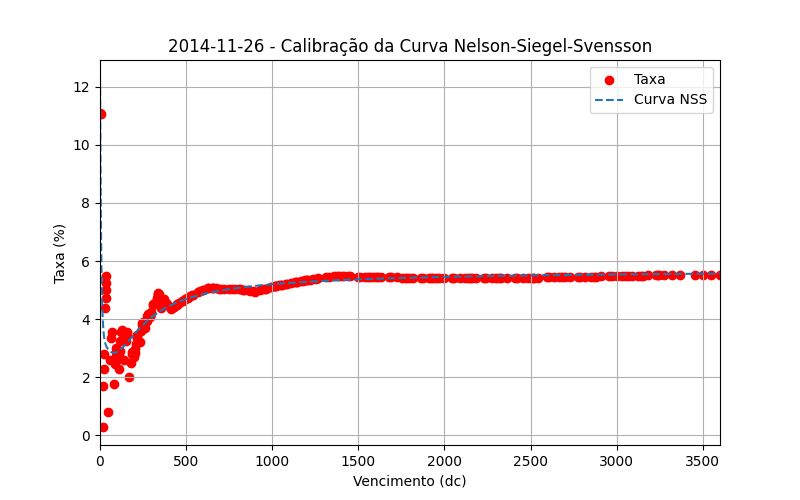 2014-11-26 - Calibração da Curva Nelson-Siegel-Svensson
Taxa
Curva NSS
12
10
8
6
4
2
0
Taxa (%)
0 500 1000 1500 2000 2500 3000 3500
Vencimento (dc)